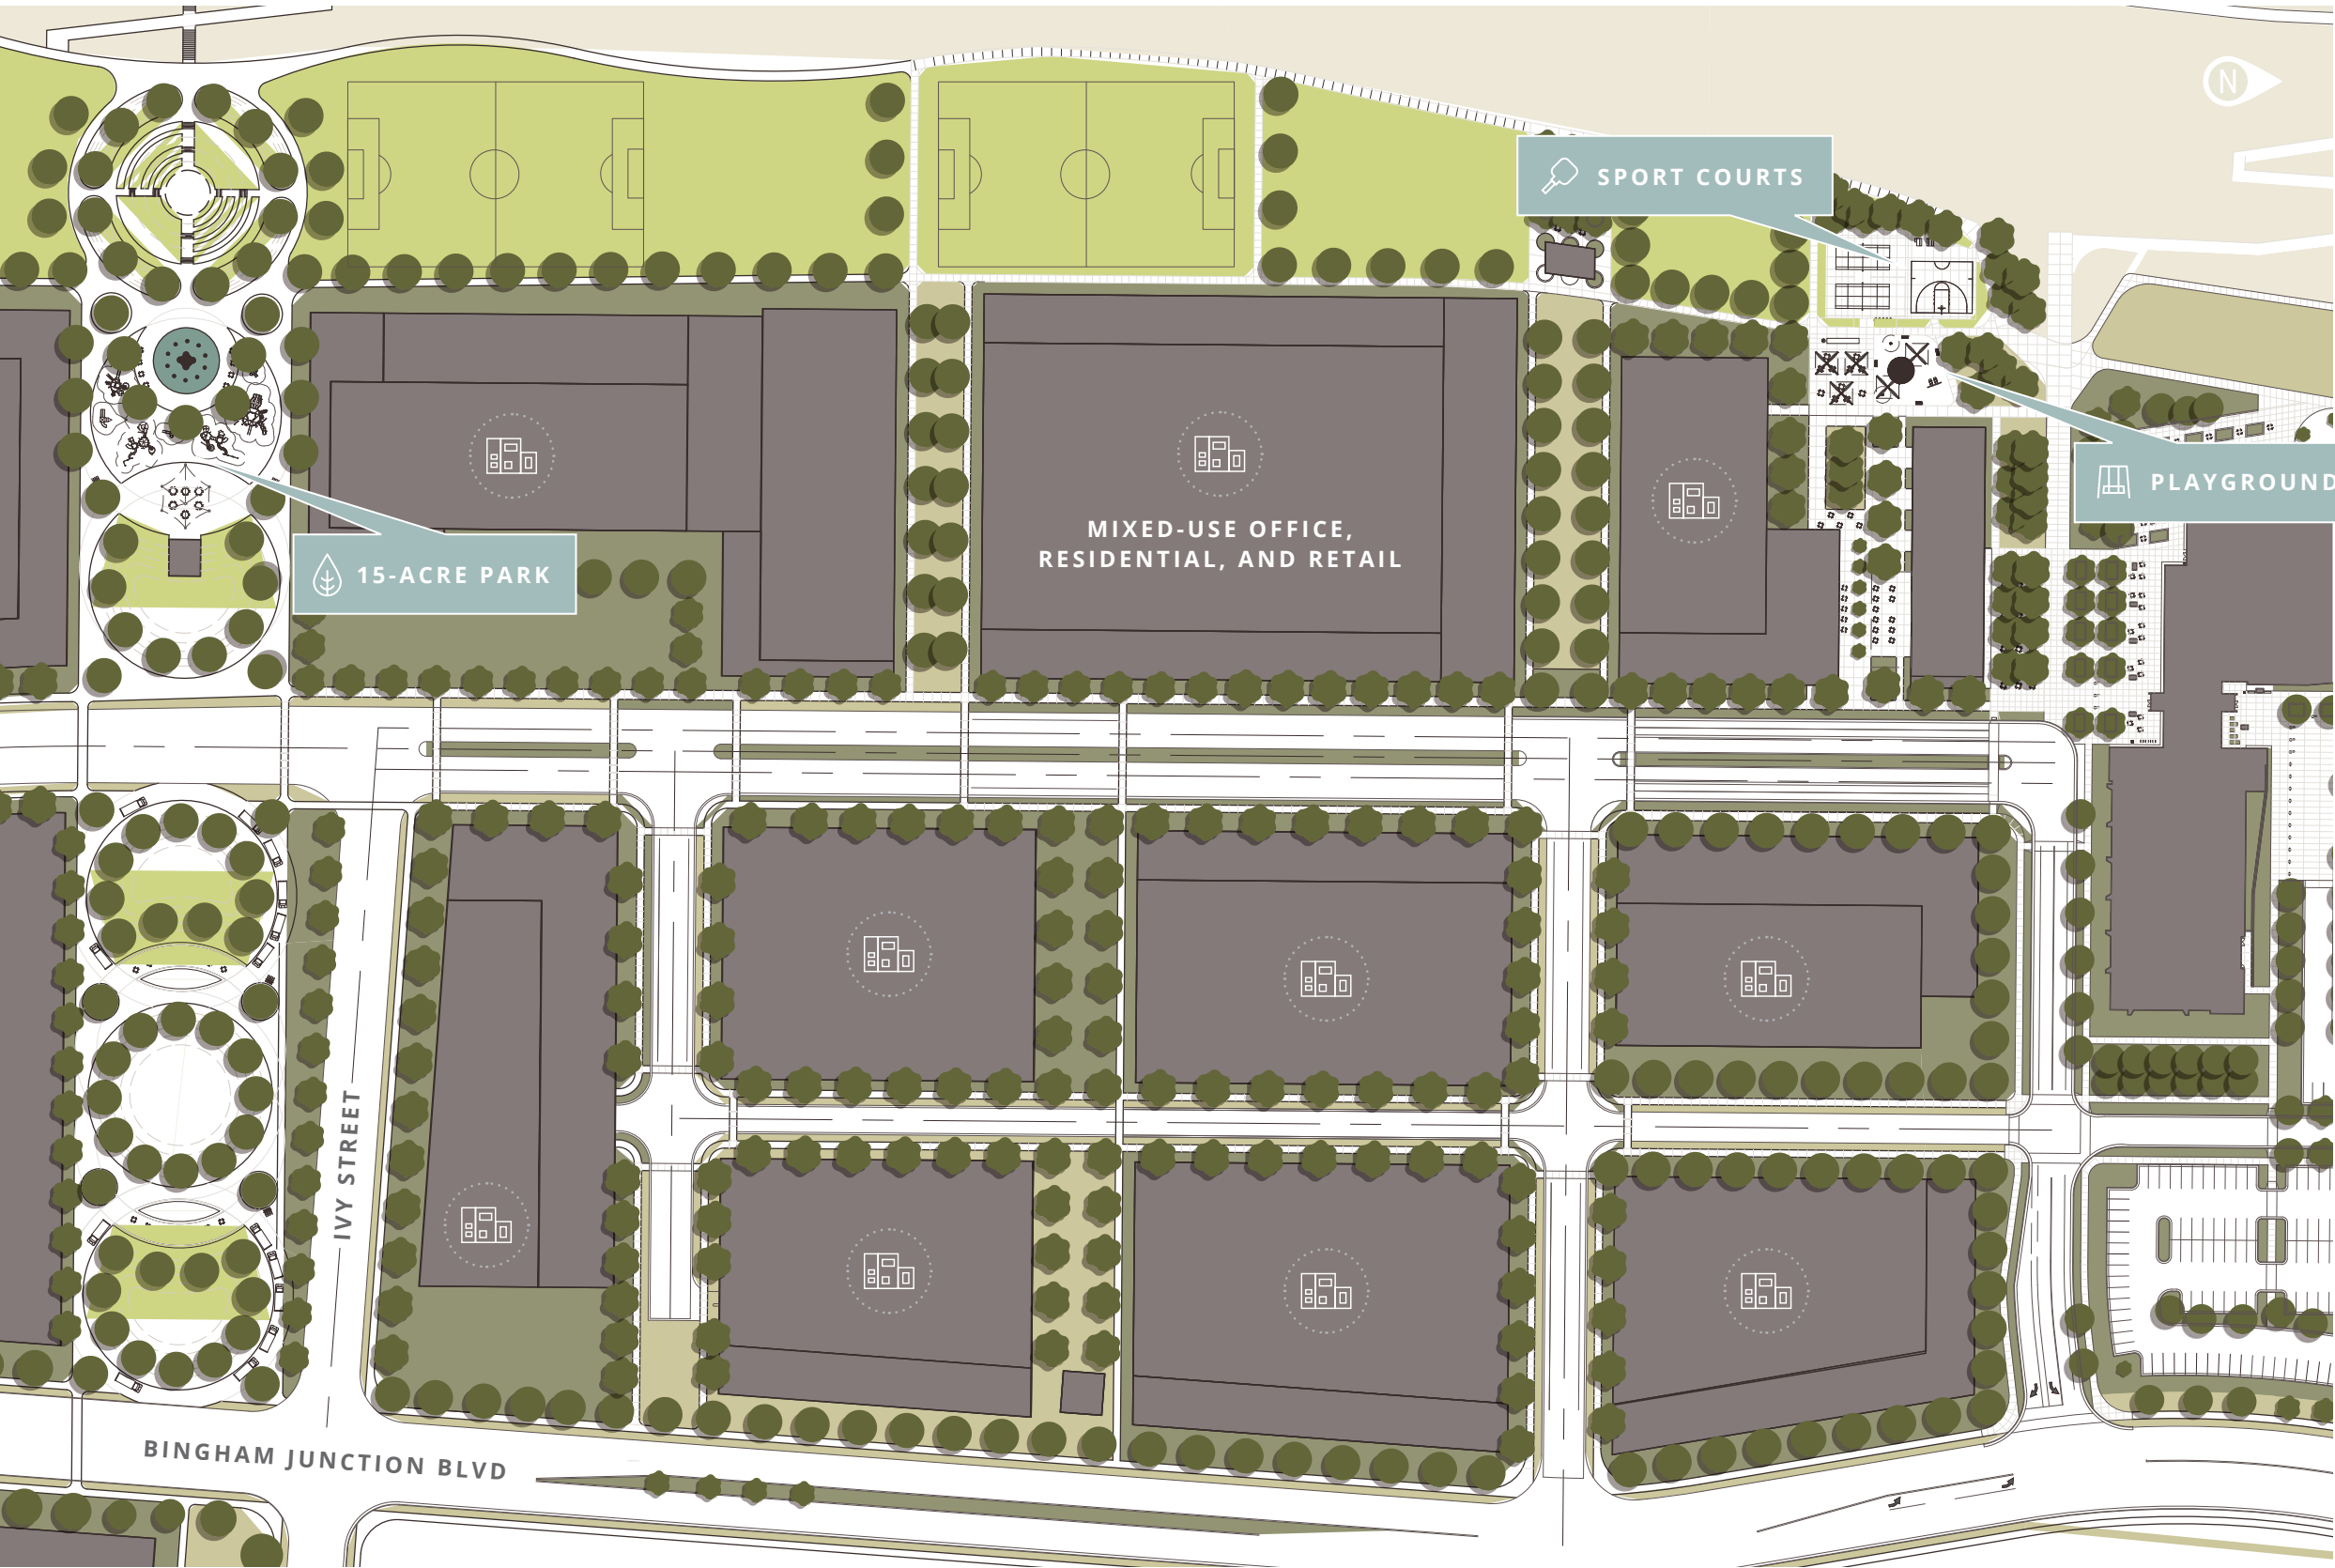 N
SPORT COURTS
PLAYGROUND
MIXED-USE OFFICE,
RESIDENTIAL, AND RETAIL
15-ACRE PARK
IVY STREET
BINGHAM JUNCTION BLVD